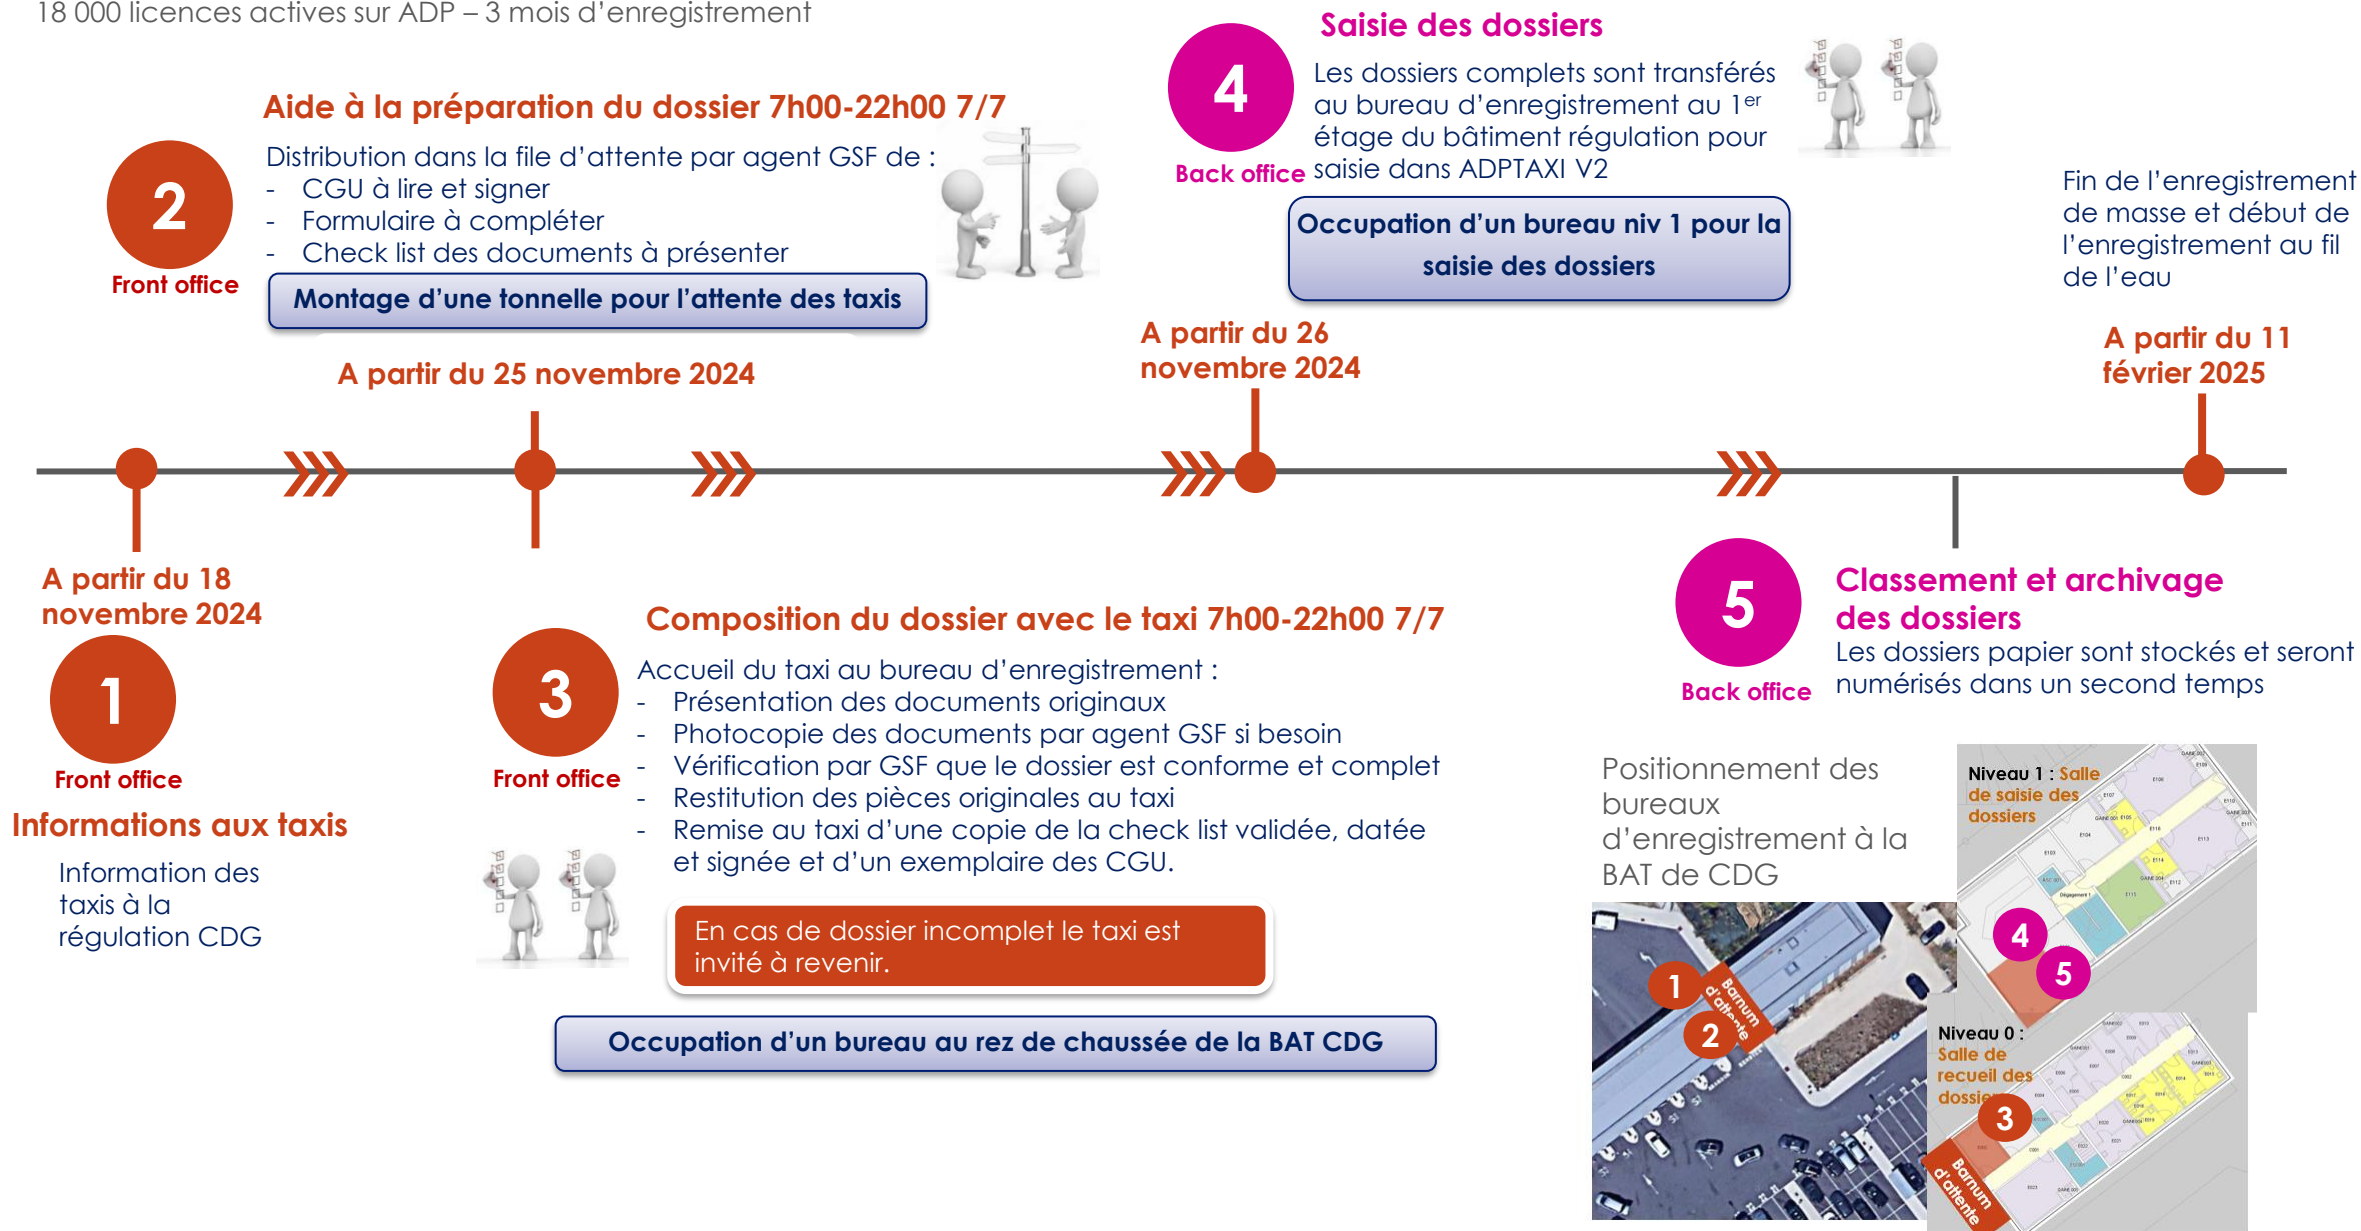 18 000 licences actives sur ADP – 3 mois d’enregistrement
Aide à la préparation du dossier 7h00-22h00 7/7
2
Front office
Distribution dans la file d’attente par agent GSF de :
- CGU à lire et signer
- Formulaire à compléter
- Check list des documents à présenter
Montage d’une tonnelle pour l’attente des taxis
A partir du 25 novembre 2024
4
Back office
Saisie des dossiers
Les dossiers complets sont transférés
au bureau d’enregistrement au 1er
étage du bâtiment régulation pour
saisie dans ADPTAXI V2
Occupation d’un bureau niv 1 pour la
saisie des dossiers
A partir du 26
novembre 2024
Fin de l’enregistrement
de masse et début de
l’enregistrement au fil
de l’eau
A partir du 11
février 2025
A partir du 18
novembre 2024
1
Front office
Informations aux taxis
Information des
taxis à la
régulation CDG
3
Front office
Composition du dossier avec le taxi 7h00-22h00 7/7
Accueil du taxi au bureau d’enregistrement :
- Présentation des documents originaux
- Photocopie des documents par agent GSF si besoin
- Vérification par GSF que le dossier est conforme et complet
- Restitution des pièces originales au taxi
- Remise au taxi d’une copie de la check list validée, datée
et signée et d’un exemplaire des CGU.
En cas de dossier incomplet le taxi est
invité à revenir.
Occupation d’un bureau au rez de chaussée de la BAT CDG
5
Back office
Classement et archivage
des dossiers
Les dossiers papier sont stockés et seront
numérisés dans un second temps
Positionnement des
bureaux
d’enregistrement à la
BAT de CDG
1
2
Barnum
d'attente
Niveau 1 : Salle
de saisie des
dossiers
4
5
Niveau 0 :
Salle de
recueil des
3
Barnum
d'attente